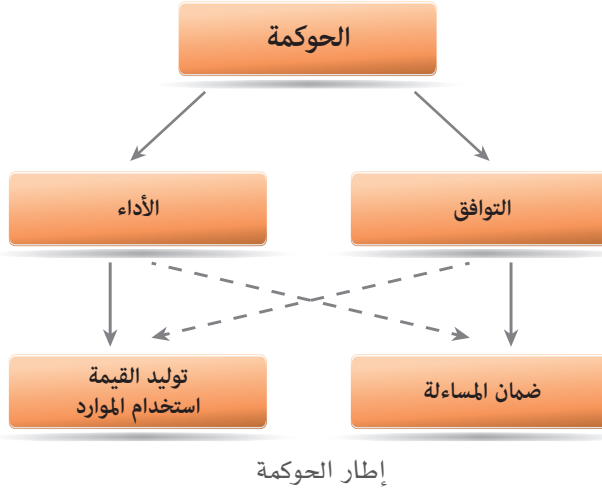 الحوكمة
التوافق
الأداء
ضمان المساءلة
توليد القيمة
استخدام الموارد
إطار الحوكمة